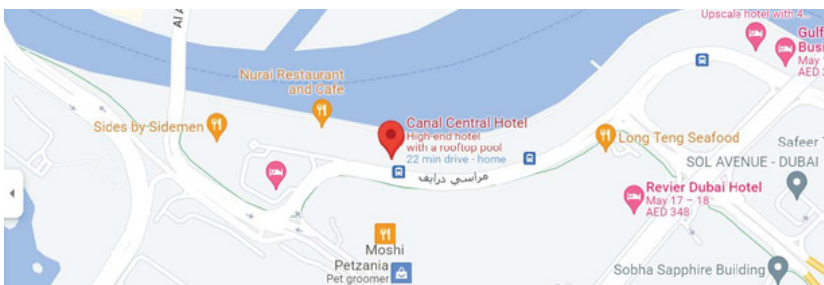 Upscale hotel with 4...
Gulf
Busi
May
AED 2
Al A
Nurai Restaurant
and Cafe
Canal Central Hotel
High-end hotel
with a rooftop pool
22 min drive - home
Sides by Sidemen
Long Teng Seafood
Safeer T
SOL AVENUE - DUBAI
مراسي درايف
Revier Dubai Hotel
May 17 – 18
AED 348
Moshi
Petzania
Pet groomer
Sobha Sapphire Building